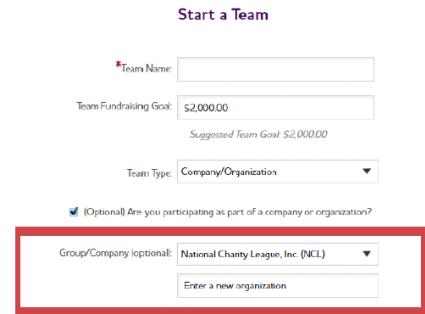 Start a Team
*Team Name:
Team Fundraising Goal: $2,000.00
Suggested Team Goal: $2,000.00
Team Type: Company/Organization
(Optional) Are you participating as part of a company or organization?
Group/Company (optional): National Charity League, Inc. (NCL)
Enter a new organization